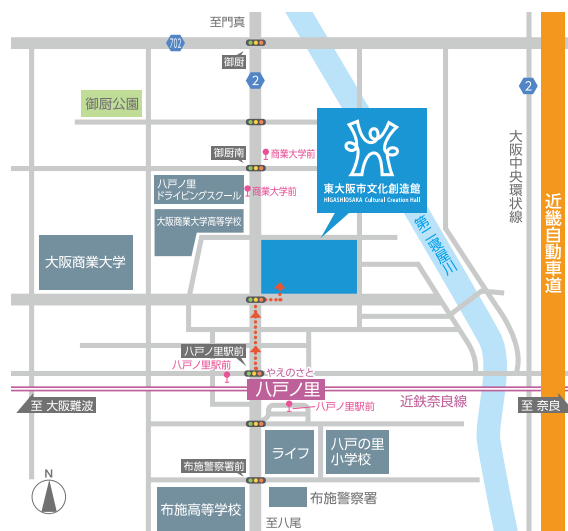 至門真
702
御厨
2
2
御厨公園
御厨南
商業大学前
八戸ノ里
ドライビングスクール
商業大学前
大阪商業大学高等学校
東大阪市文化創造館
HIGASHIOSAKA Cultural Creation Hall
大阪中央環状線
近畿自動車道
第二寝屋川
大阪商業大学
八戸ノ里駅前
八戸ノ里駅前
やえのさと
八戸ノ里
近鉄奈良線
至 大阪難波
八戸ノ里駅前
至 奈良
ライフ
八戸の里
小学校
布施警察署前
N
布施高等学校
布施警察署
至八尾